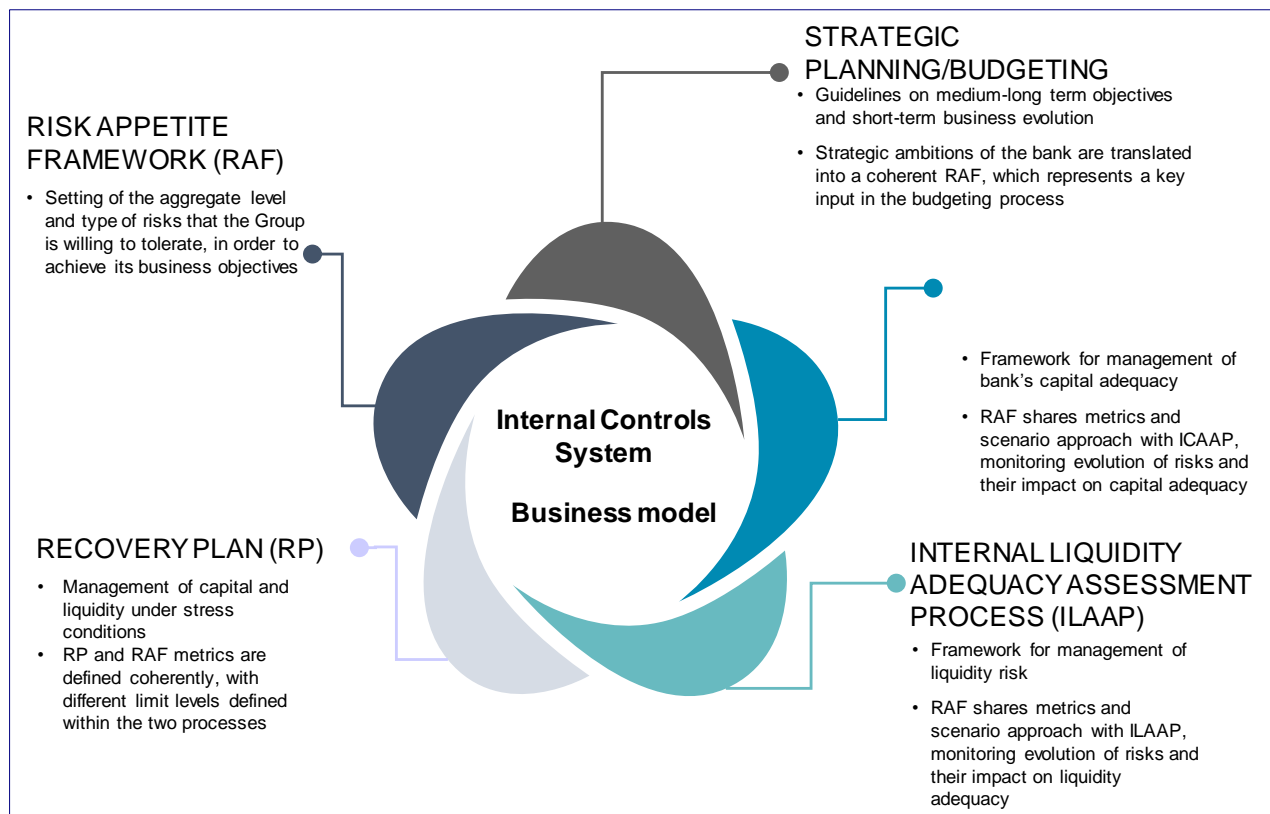 STRATEGIC
PLANNING/BUDGETING
• Guidelines on medium-long term objectives
and short-term business evolution
• Strategic ambitions of the bank are translated
into a coherent RAF, which represents a key
input in the budgeting process
RISK APPETITE
FRAMEWORK (RAF)
• Setting of the aggregate level
and type of risks that the Group
is willing to tolerate, in order to
achieve its business objectives
• Framework for management of
bank's capital adequacy
• RAF shares metrics and
scenario approach with ICAAP,
monitoring evolution of risks and
their impact on capital adequacy
Internal Controls
System
Business model
RECOVERY PLAN (RP)
• Management of capital and
liquidity under stress
conditions
• RP and RAF metrics are
defined coherently, with
different limit levels defined
within the two processes
INTERNAL LIQUIDITY
ADEQUACY ASSESSMENT
PROCESS (ILAAP)
• Framework for management of
liquidity risk
• RAF shares metrics and
scenario approach with ILAAP,
monitoring evolution of risks and
their impact on liquidity
adequacy